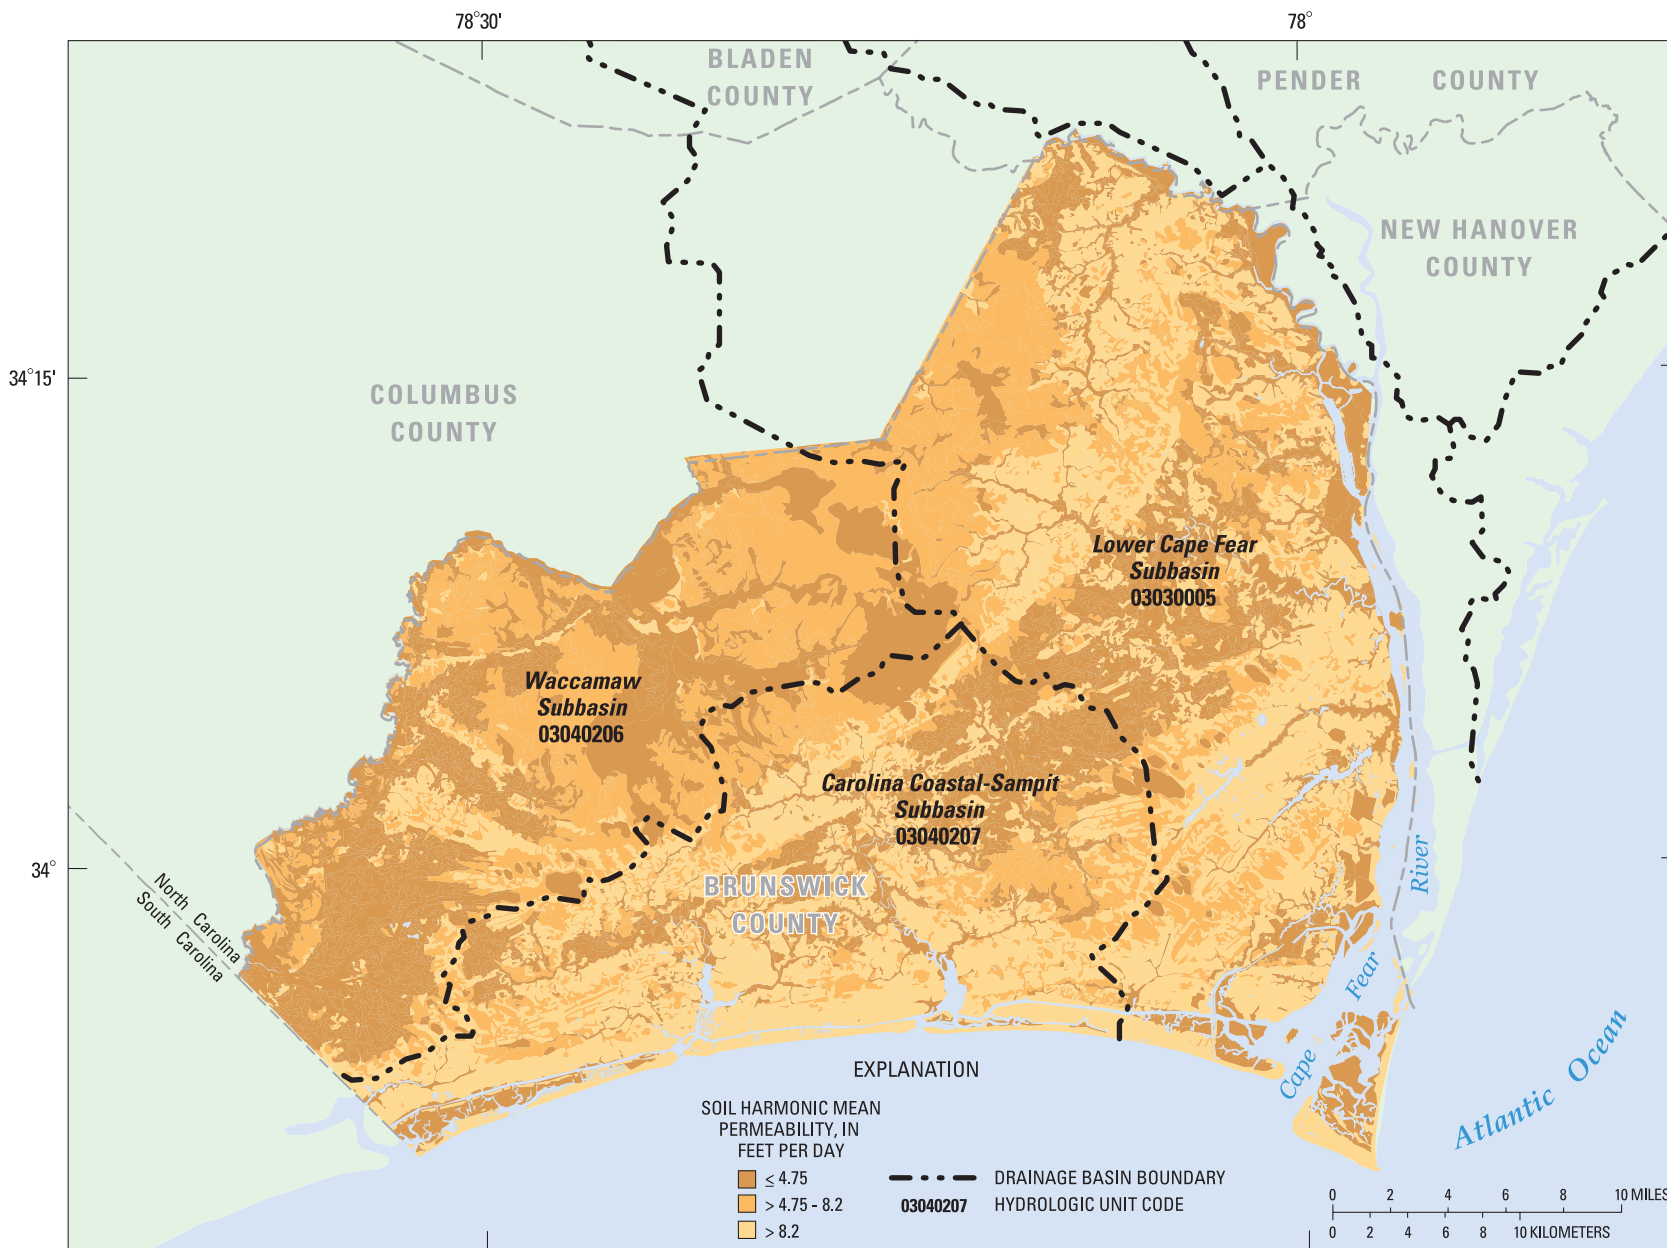 78°30'
78°
BLADEN
COUNTY
PENDER COUNTY
NEW HANOVER
COUNTY
34°15'
COLUMBUS
COUNTY
Lower Cape Fear
Subbasin
03030005
Waccamaw
Subbasin
03040206
Carolina Coastal-Sampit
Subbasin
03040207
34°
BRUNSWICK
COUNTY
North Carolina
South Carolina
River
Fear
Cape
Atlantic Ocean
EXPLANATION
SOIL HARMONIC MEAN
PERMEABILITY, IN
FEET PER DAY
≤ 4.75
> 4.75 - 8.2
> 8.2
DRAINAGE BASIN BOUNDARY
03040207 HYDROLOGIC UNIT CODE
0 2 4 6 8 10 MILES
0 2 4 6 8 10 KILOMETERS